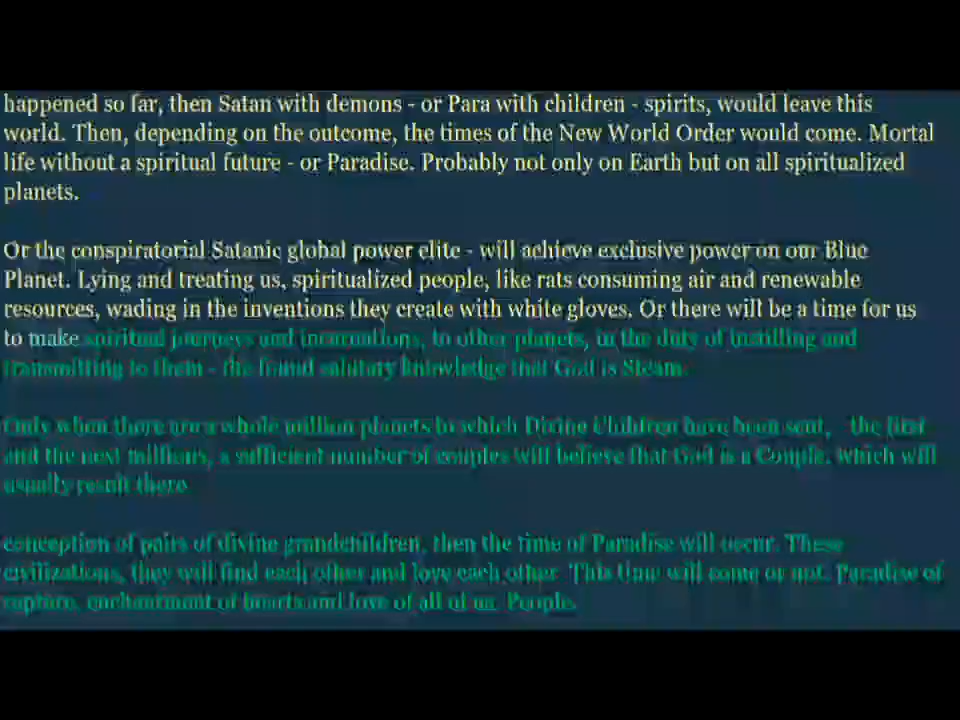 happened so far, then Satan with demons - or Para with children - spirits, would leave this
world. Then, depending on the outcome, the times of the New World Order would come. Mortal
life without a spiritual future - or Paradise. Probably not only on Earth but on all spiritualized
planets.
Or the conspiratorial Satanic global power elite - will achieve exclusive power on our Blue
Planet. Lying and treating us, spiritualized people, like rats consuming air and renewable
resources, wading in the inventions they create with white gloves. Or there will be a time for us
to make spiritual journeys and incarnations, to other planets, in the duty of instilling and
transmitting to them - the knowledge that God is Steam.
Only when there are a whole million planets to which Divine Children have been sent, the first
and the next millions, a sufficient number of couples will believe that God is a Couple, which will
usually result there
conception of pairs of divine grandchildren, then the time of Paradise will occur. These
civilizations, they will find each other and love each other. This time will come or not. Paradise of
rapture, enchantment of hearts and love of all of us, People.